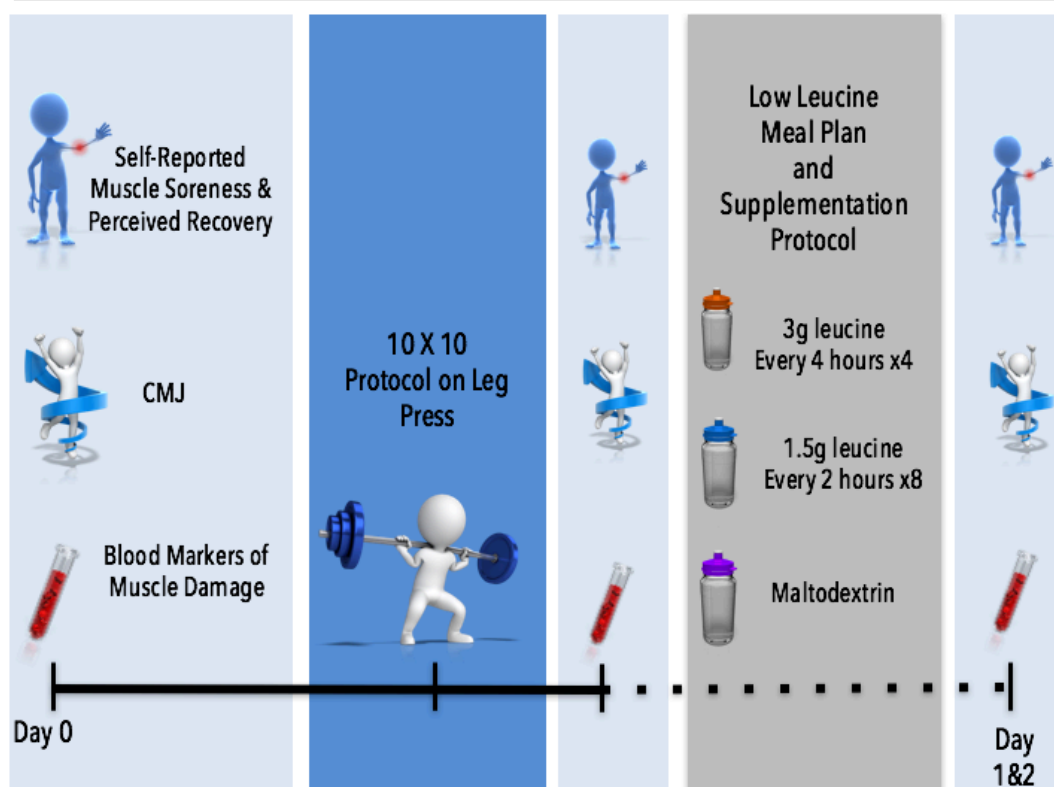 Self-Reported
Muscle Soreness &
Perceived Recovery
CMJ
Blood Markers of
Muscle Damage
10 X 10
Protocol on Leg
Press
Low Leucine
Meal Plan
and
Supplementation
Protocol
3g leucine
Every 4 hours x4
1.5g leucine
Every 2 hours x8
Maltodextrin
Day 0
Day
1&2